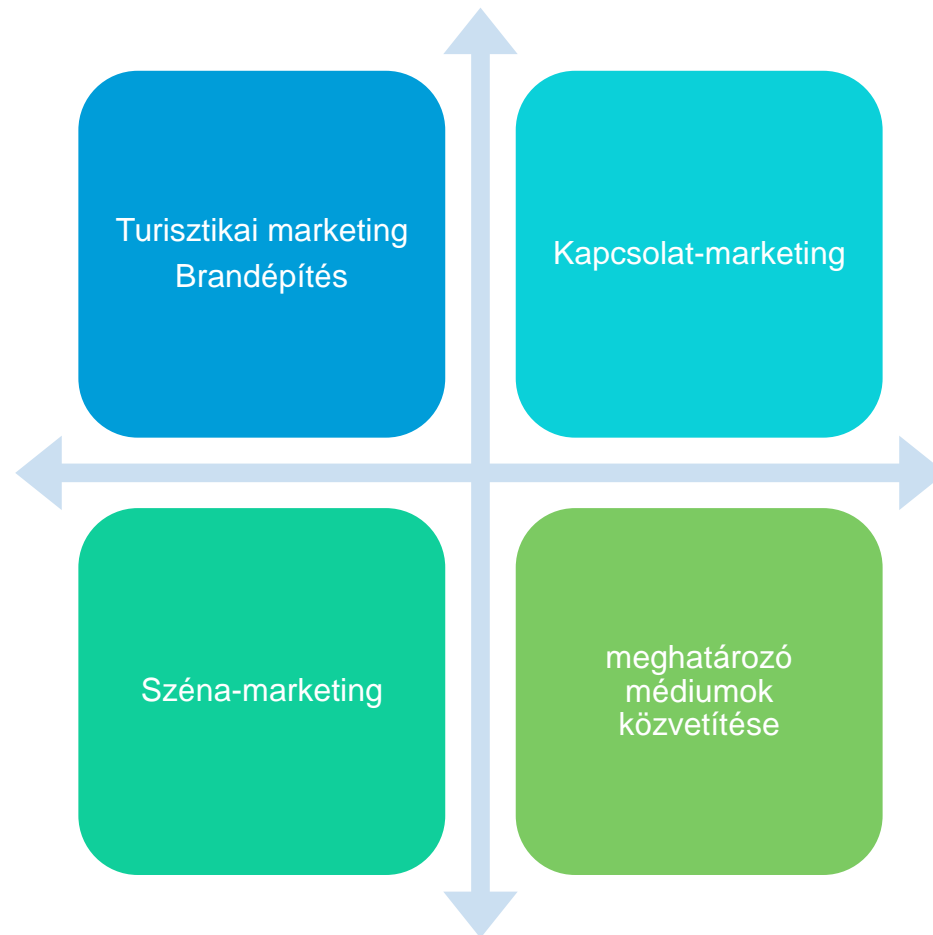 Turisztikai marketing
Brandépítés
Kapcsolat-marketing
Széna-marketing
meghatározó
médiumok
közvetítése